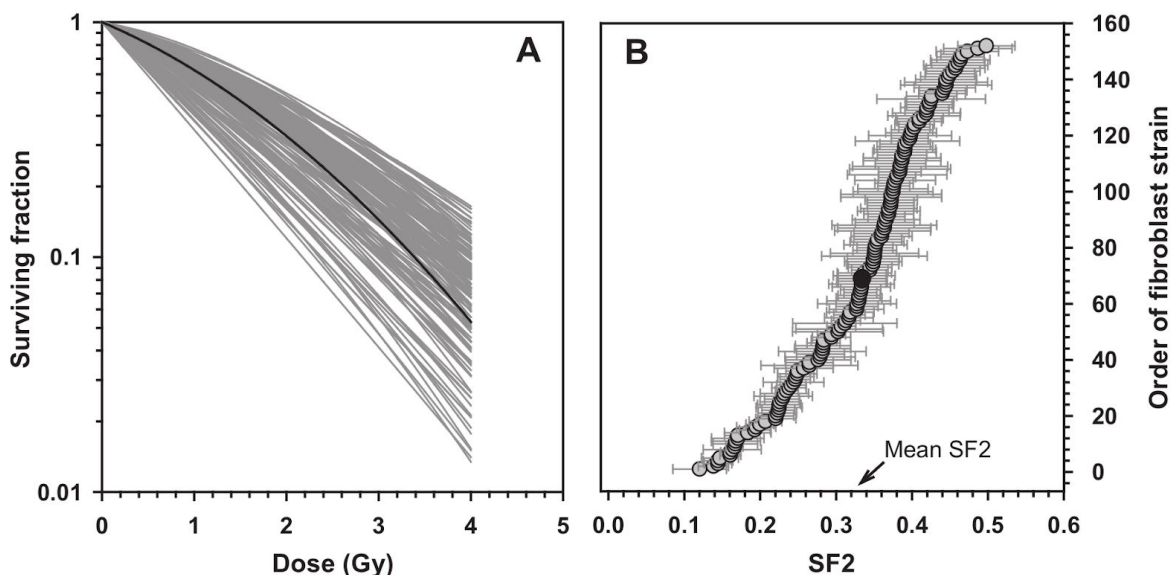 A
Surviving fraction
1
0.1
0.01
0 1 2 3 4 5
Dose (Gy)
B
Mean SF2
0.0 0.1 0.2 0.3 0.4 0.5 0.6
SF2
160
140
120
100
80
60
40
20
0
Order of fibroblast strain